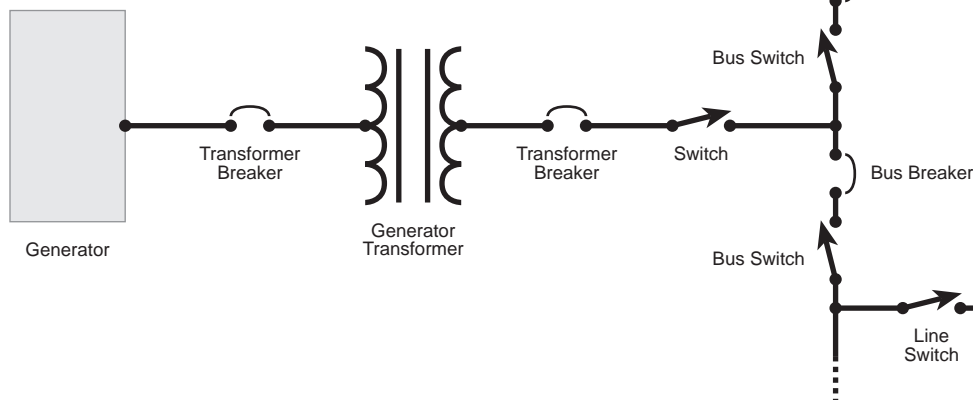 Bus Switch
Transformer
Breaker
Transformer
Breaker
Switch
Bus Breaker
Generator
Transformer
Generator
Bus Switch
Line
Switch